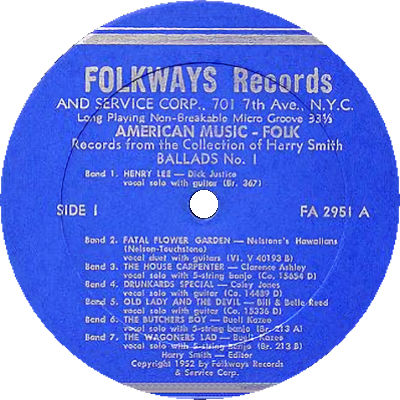 FOLKWAYS Records
AND SERVICE CORP., 701 7th Ave., N.Y.C.
Long Playing Non-Breakable Micro Groove 33⅓
AMERICAN MUSIC - FOLK
Records from the Collection of Harry Smith
BALLADS No. 1
Band 1. HENRY LEE — Dick Justice
vocal solo with guitar (Br. 367)
SIDE 1
FA 2951 A
Band 2. FATAL FLOWER GARDEN — Nelstone's Hawaiians
(Nelson-Touchstone)
vocal duet with guitars (VI. V 40193 B)
Band 3. THE HOUSE CARPENTER — Clarence Ashley
vocal solo with 5-string banjo (Co. 15654 D)
Band 4. DRUNKARDS SPECIAL — Coley Jones
vocal solo with guitar (Co. 14489 D)
Band 5. OLD LADY AND THE DEVIL — Bill & Belle Reed
vocal solo with guitar (Co. 15336 D)
Band 6. THE BUTCHERS BOY — Buell Kazee
vocal solo with 5-string banjo (Br. 213 A)
Band 7. THE WAGONERS LAD — Buell Kazee
vocal solo with 5-string banjo (Br. 213 B)
Harry Smith — Editor
Copyright 1952 by Folkways Records
& Service Corp.